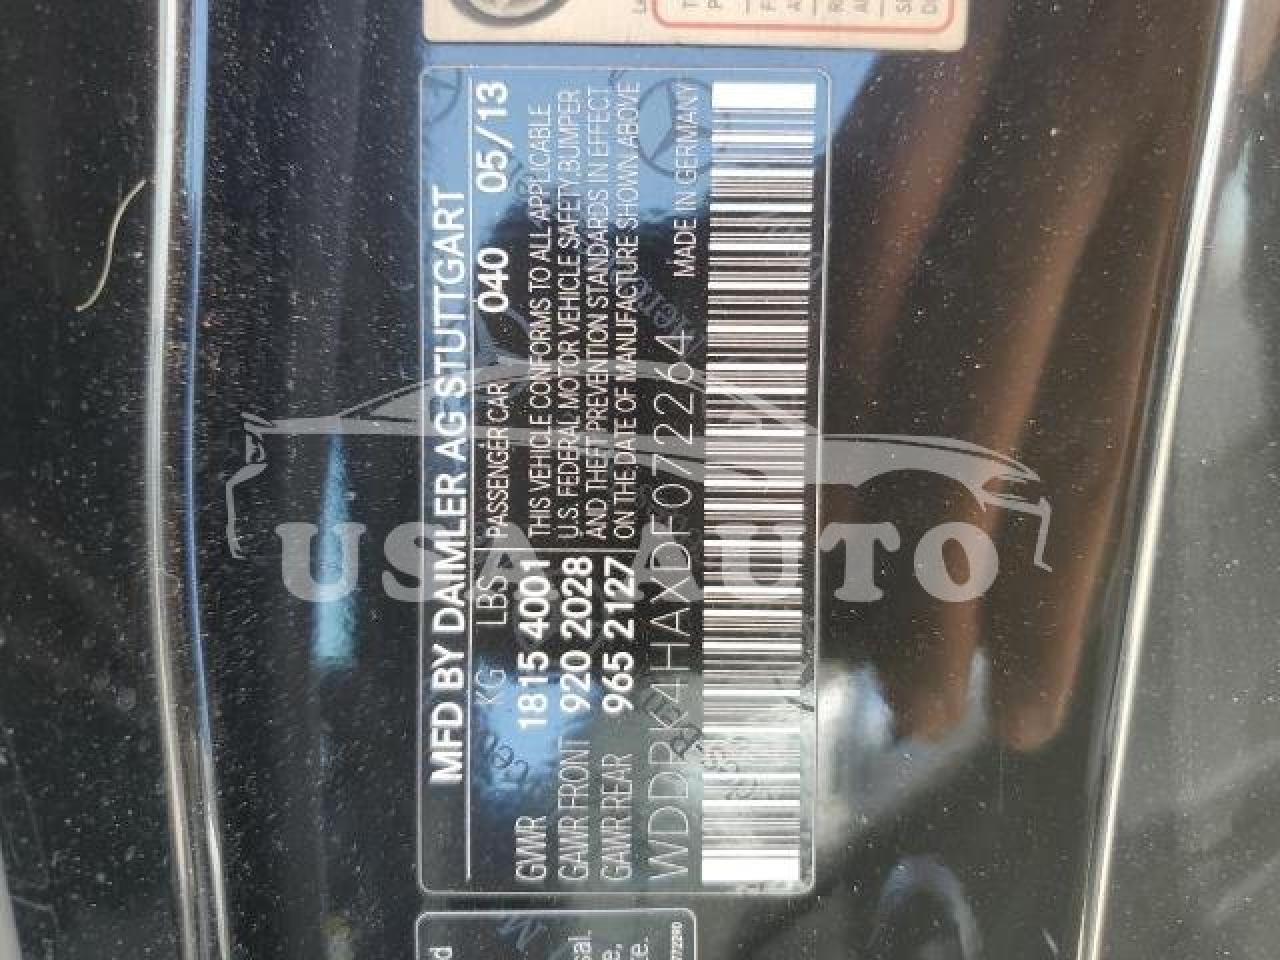 MFD BY DAIMLER AG STUTTGART
KG LBS PASSENGER CAR 040 05/13
GVWR 1815 4001 THIS VEHICLE CONFORMS TO ALL APPLICABLE
GAWR FRONT 920 2028 U.S. FEDERAL MOTOR VEHICLE SAFETY, BUMPER
GAWR REAR 965 2127 AND THEFT PREVENTION STANDARDS IN EFFECT
ON THE DATE OF MANUFACTURE SHOWN ABOVE
WDDPK4HAXDF072264 MADE IN GERMANY
USA AUTO